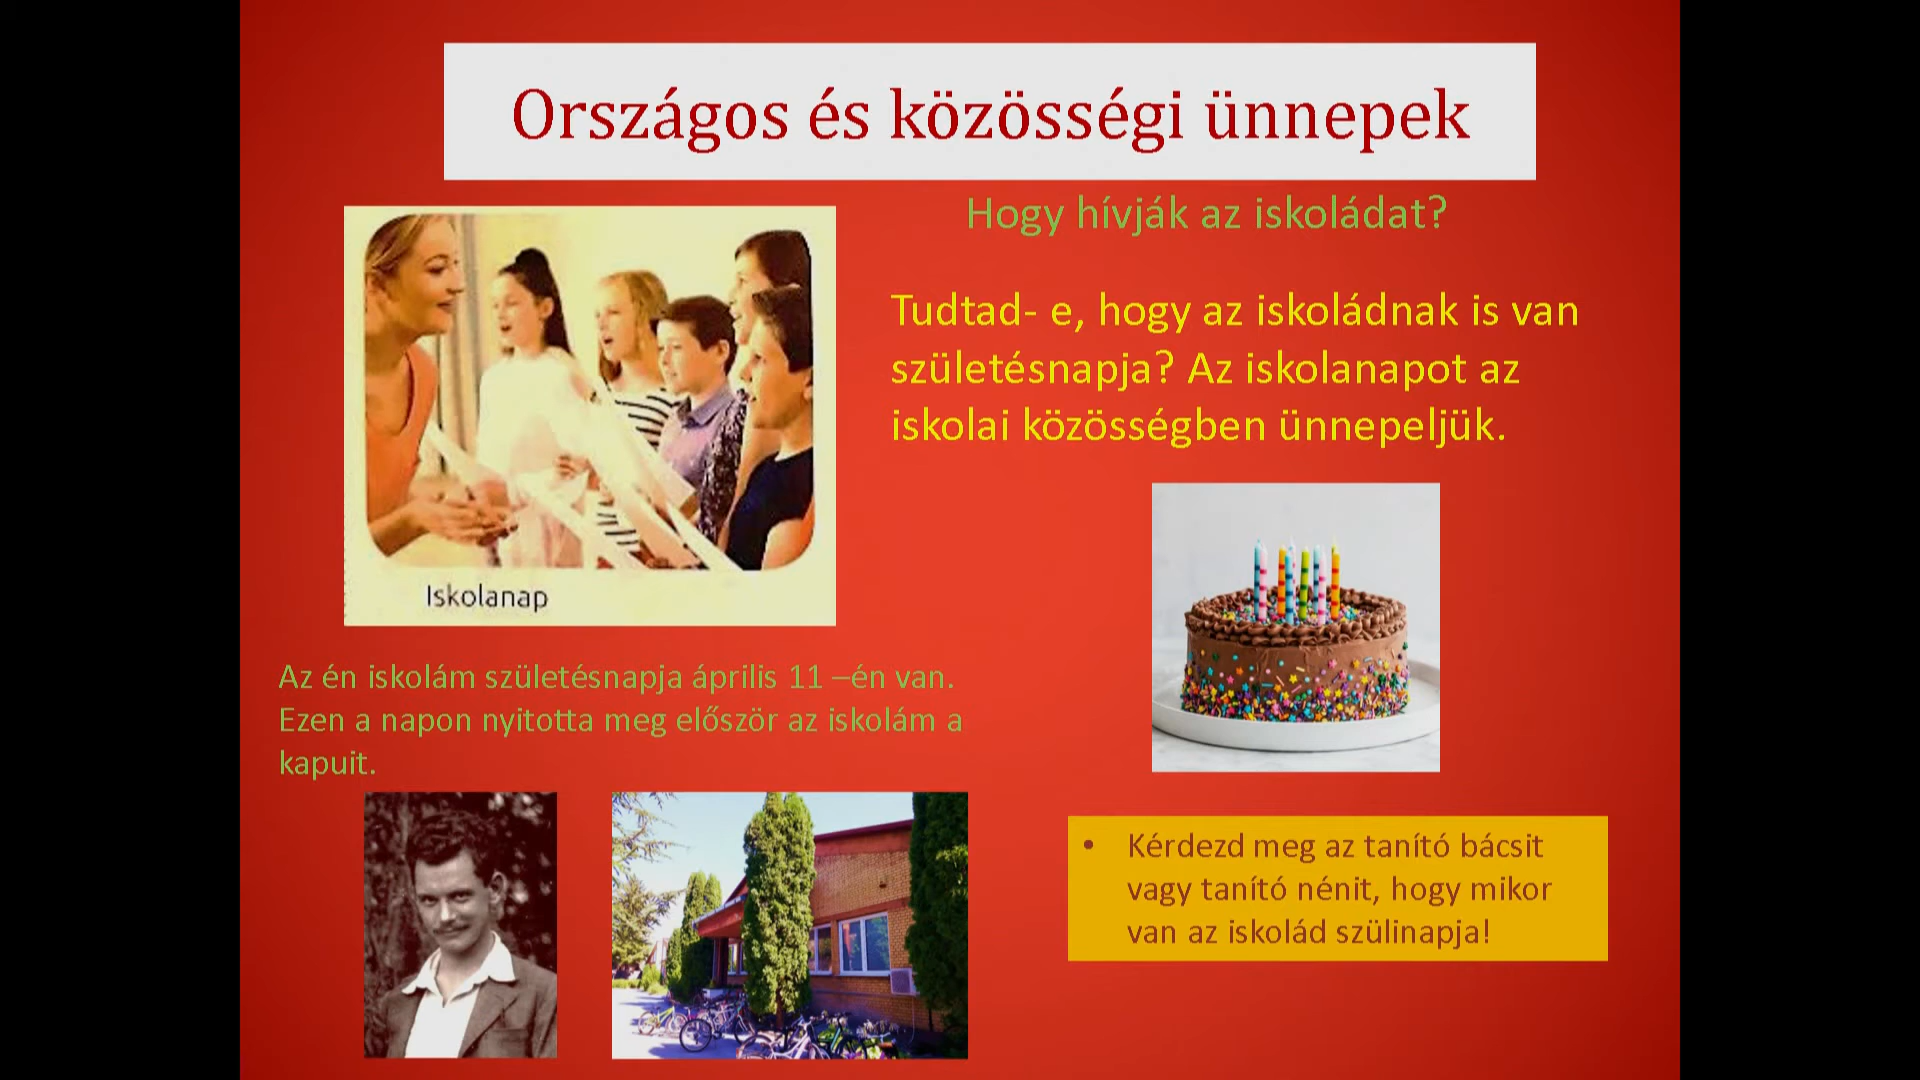 Országos és közösségi ünnepek
Hogy hívják az iskoládat?
Tudtad- e, hogy az iskoládnak is van
születésnapja? Az iskolanapot az
iskolai közösségben ünnepeljük.
Iskolanap
Az én iskolám születésnapja április 11 –én van.
Ezen a napon nyitotta meg először az iskolám a
kapuit.
• Kérdezd meg az tanító bácsit
vagy tanító nénit, hogy mikor
van az iskolád szülinapja!